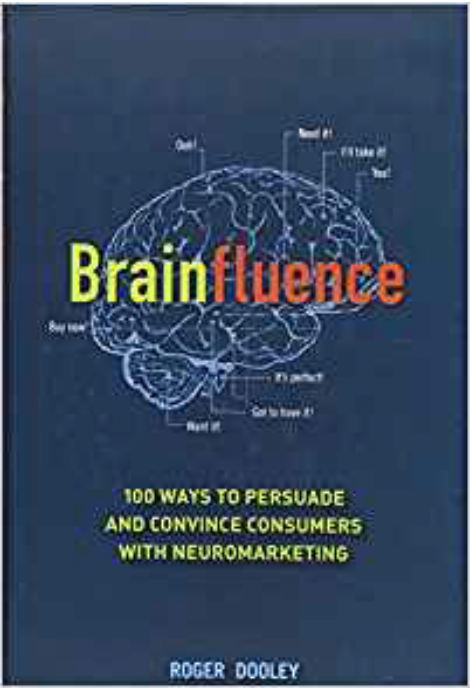 Ooh!
Need it!
I'll take it!
Yes!
Brainfluence
Buy now!
It's perfect!
Got to have it!
Want it!
100 WAYS TO PERSUADE
AND CONVINCE CONSUMERS
WITH NEUROMARKETING
ROGER DOOLEY